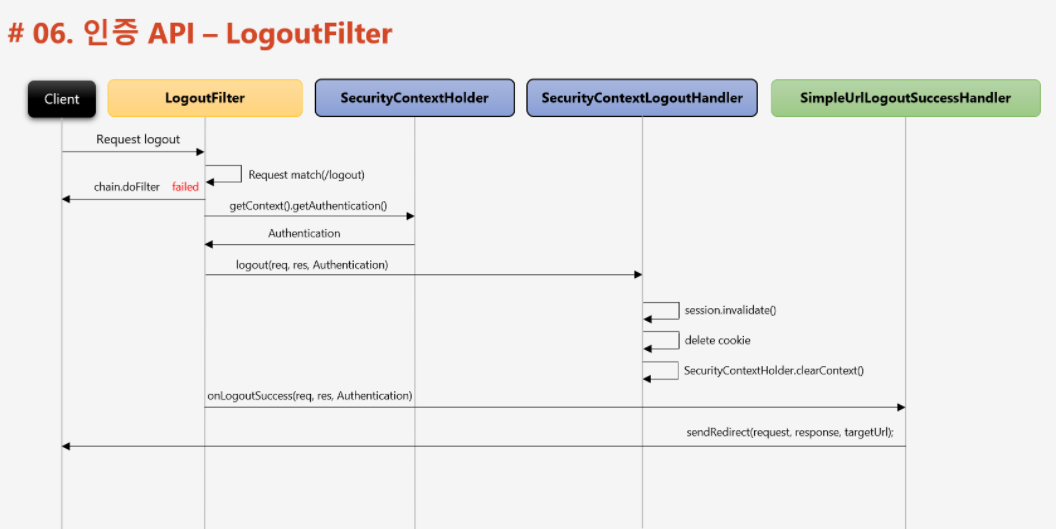 # 06. 인증 API – LogoutFilter
Client
LogoutFilter
SecurityContextHolder
SecurityContextLogoutHandler
SimpleUrlLogoutSuccessHandler
Request logout
Request match(/logout)
chain.doFilter failed
getContext().getAuthentication()
Authentication
logout(req, res, Authentication)
session.invalidate()
delete cookie
SecurityContextHolder.clearContext()
onLogoutSuccess(req, res, Authentication)
sendRedirect(request, response, targetUrl);